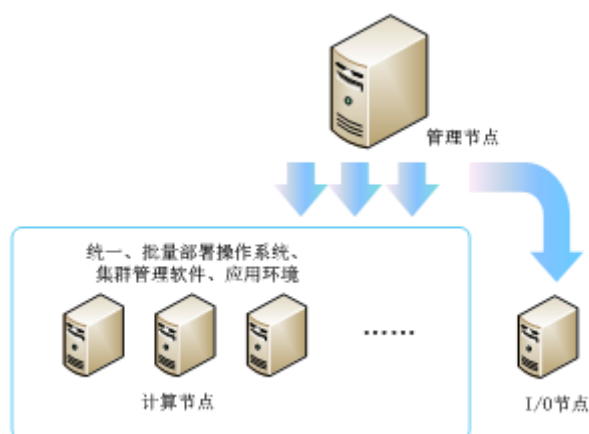 管理节点
统一、批量部署操作系统、
集群管理软件、应用环境
······
计算节点
I/O节点